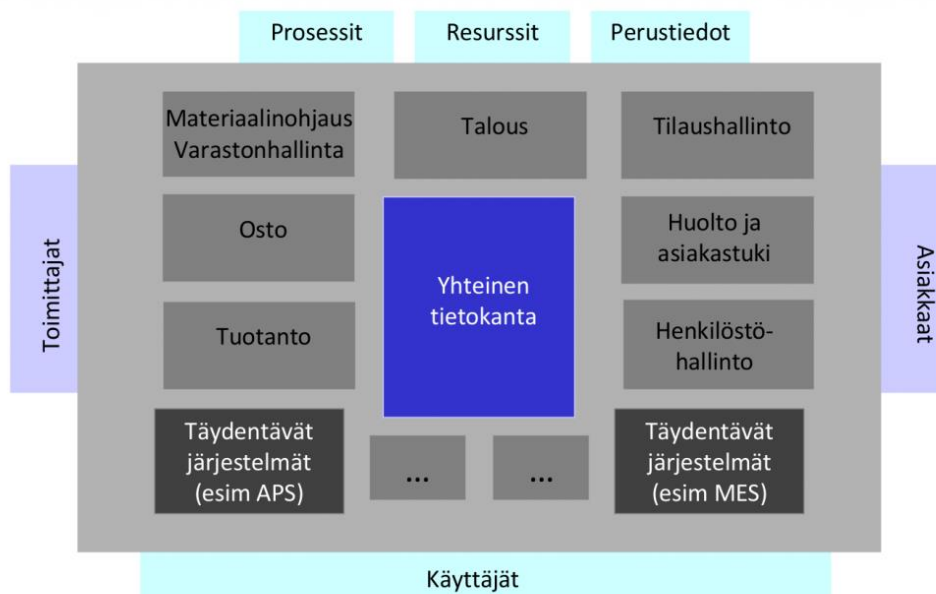 Prosessit
Resurssit
Perustiedot
Materiaalinohjaus
Varastonhallinta
Talous
Tilaushallinto
Toimittajat
Osto
Yhteinen
tietokanta
Huolto ja
asiakastuki
Asiakkaat
Tuotanto
Henkilöstö-
hallinto
Täydentävät
järjestelmät
(esim APS)
...
...
Täydentävät
järjestelmät
(esim MES)
Käyttäjät